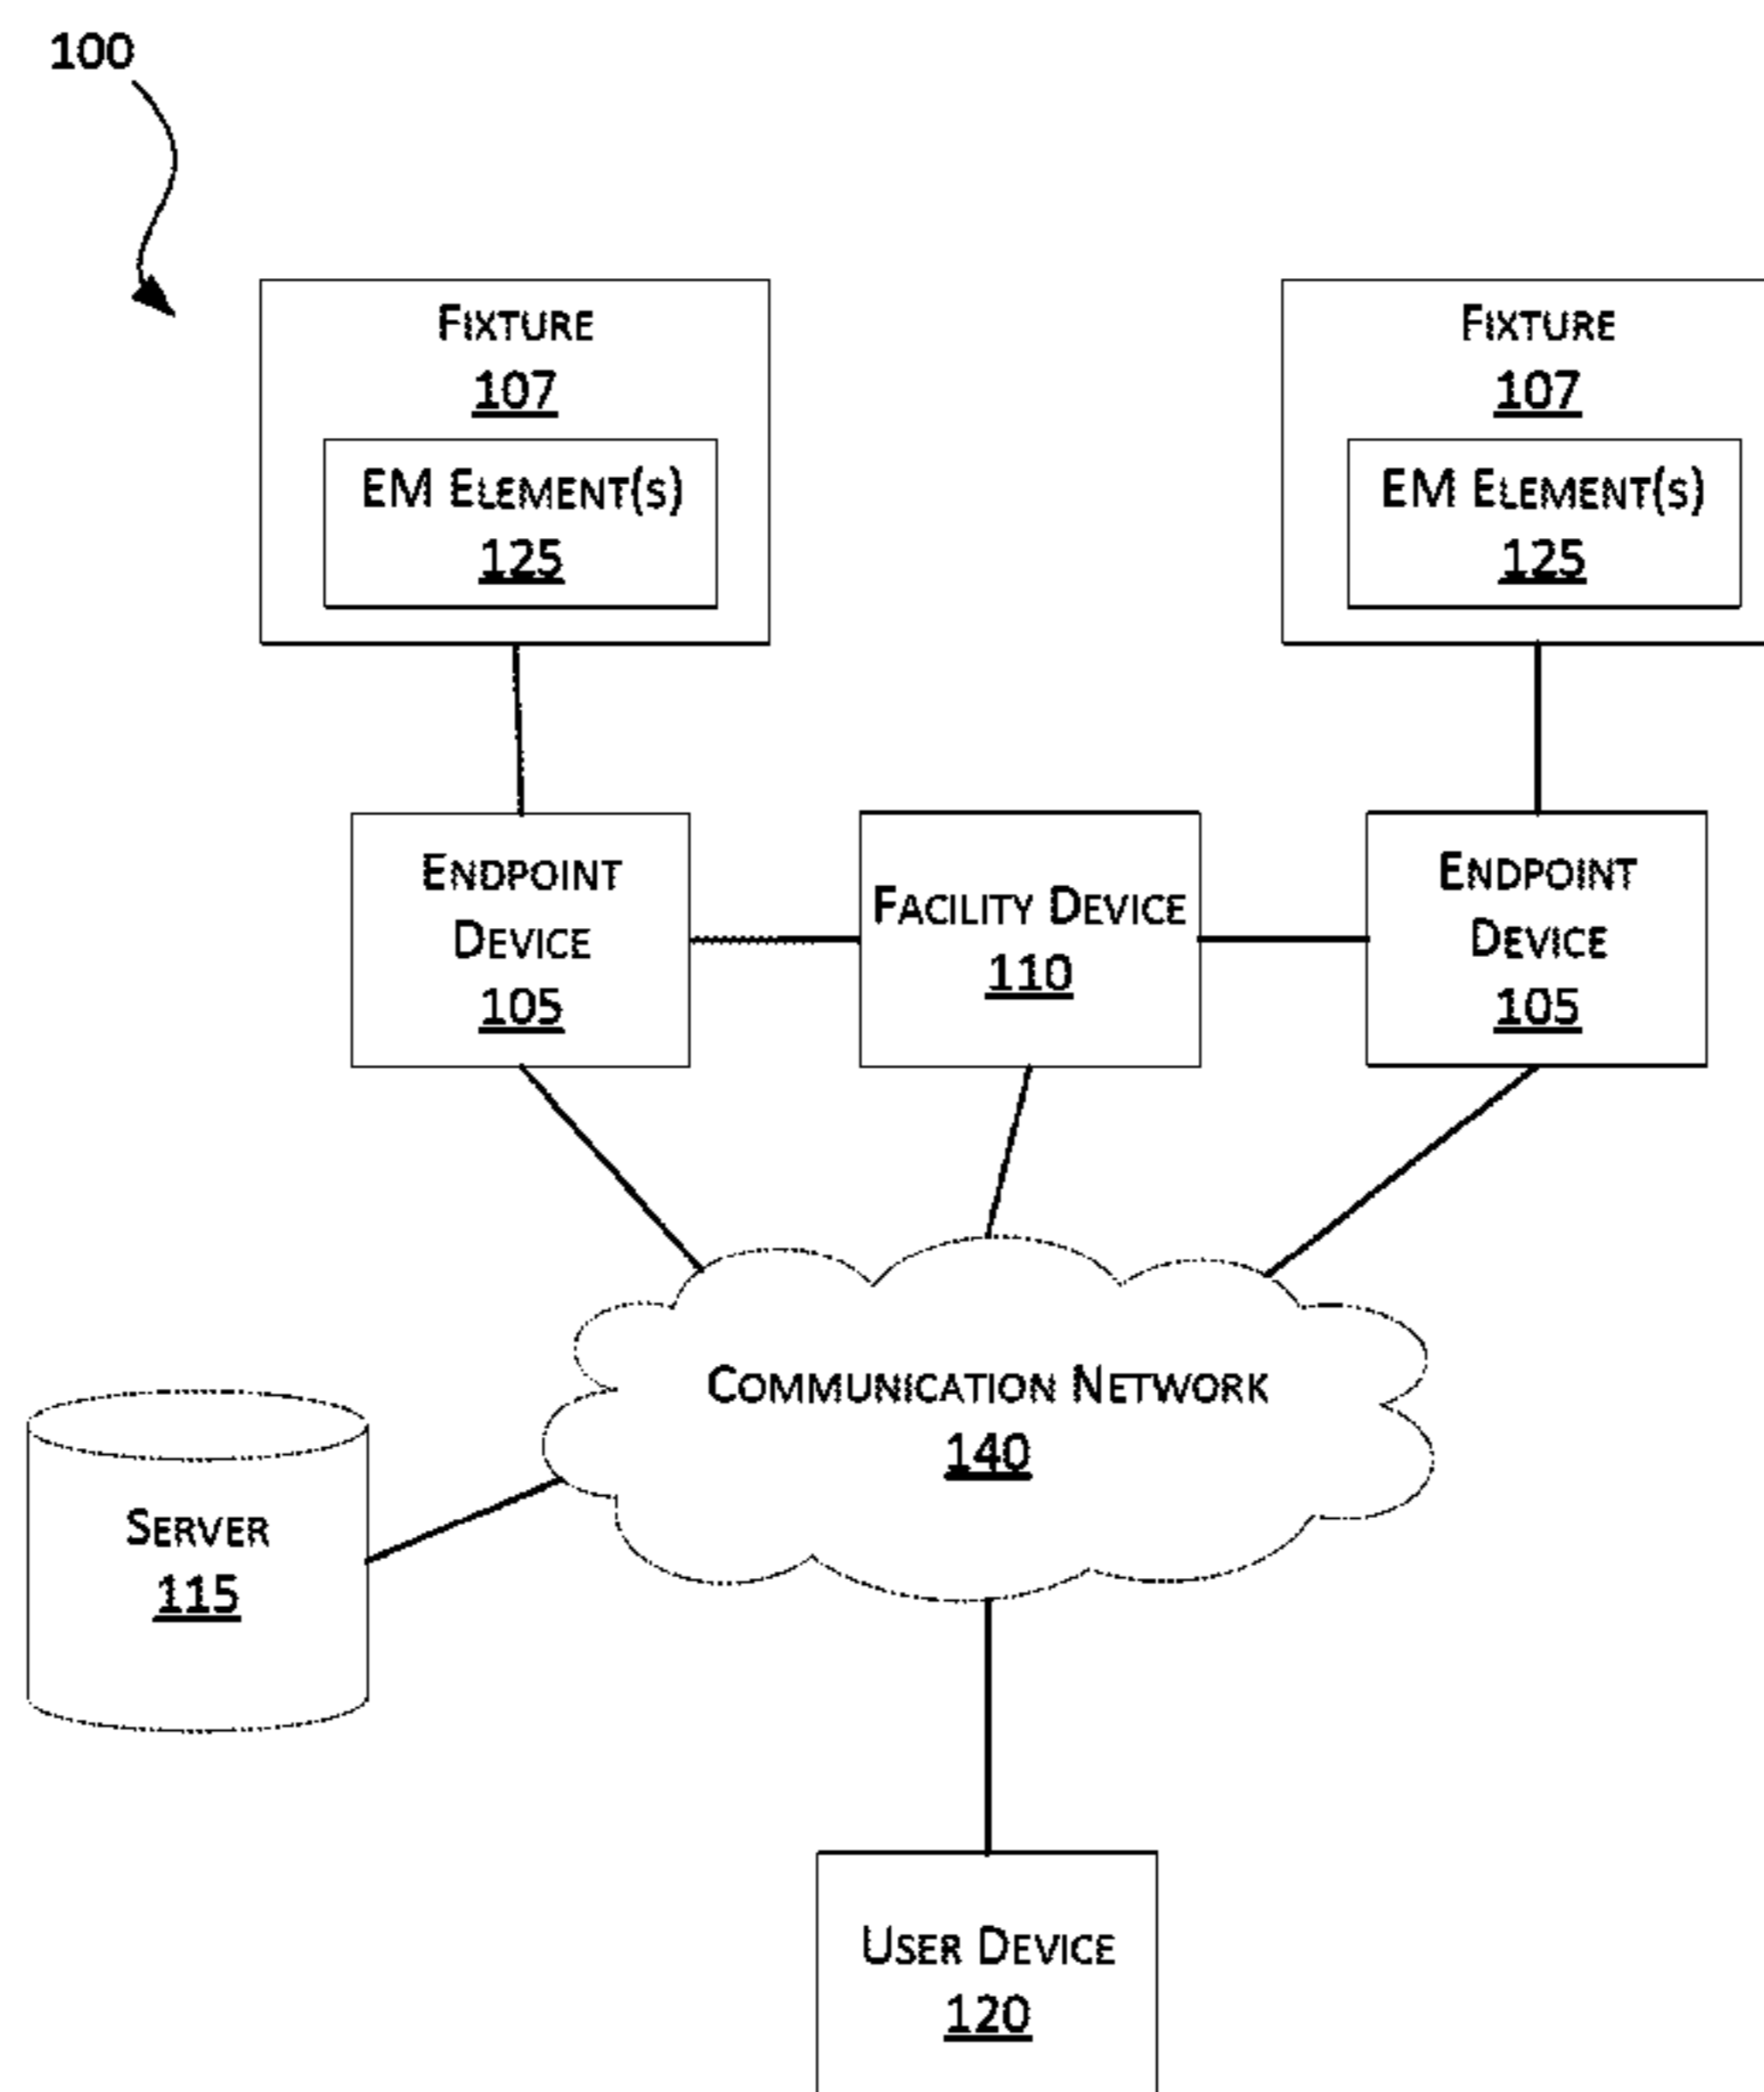 100
FIXTURE
107
EM ELEMENT(S)
125
FIXTURE
107
EM ELEMENT(S)
125
ENDPOINT
DEVICE
105
FACILITY DEVICE
110
ENDPOINT
DEVICE
105
COMMUNICATION NETWORK
140
SERVER
115
USER DEVICE
120